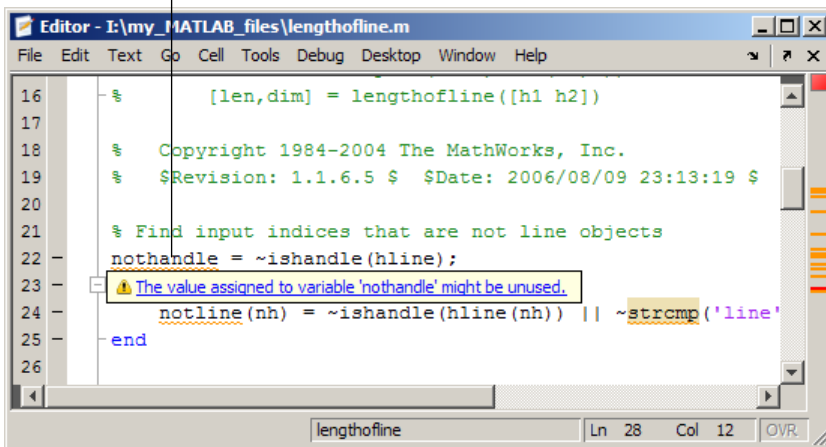 Editor - I:\my_MATLAB_files\lengthofline.m
File Edit Text Go Cell Tools Debug Desktop Window Help
16 % [len,dim] = lengthofline([h1 h2])
17
18 % Copyright 1984-2004 The MathWorks, Inc.
19 % $Revision: 1.1.6.5 $ $Date: 2006/08/09 23:13:19 $
20
21 % Find input indices that are not line objects
22 – nothandle = ~ishandle(hline);
23 – The value assigned to variable 'nothandle' might be unused.
24 – notline(nh) = ~ishandle(hline(nh)) || ~strcmp('line'
25 – end
26
lengthofline Ln 28 Col 12 OVR